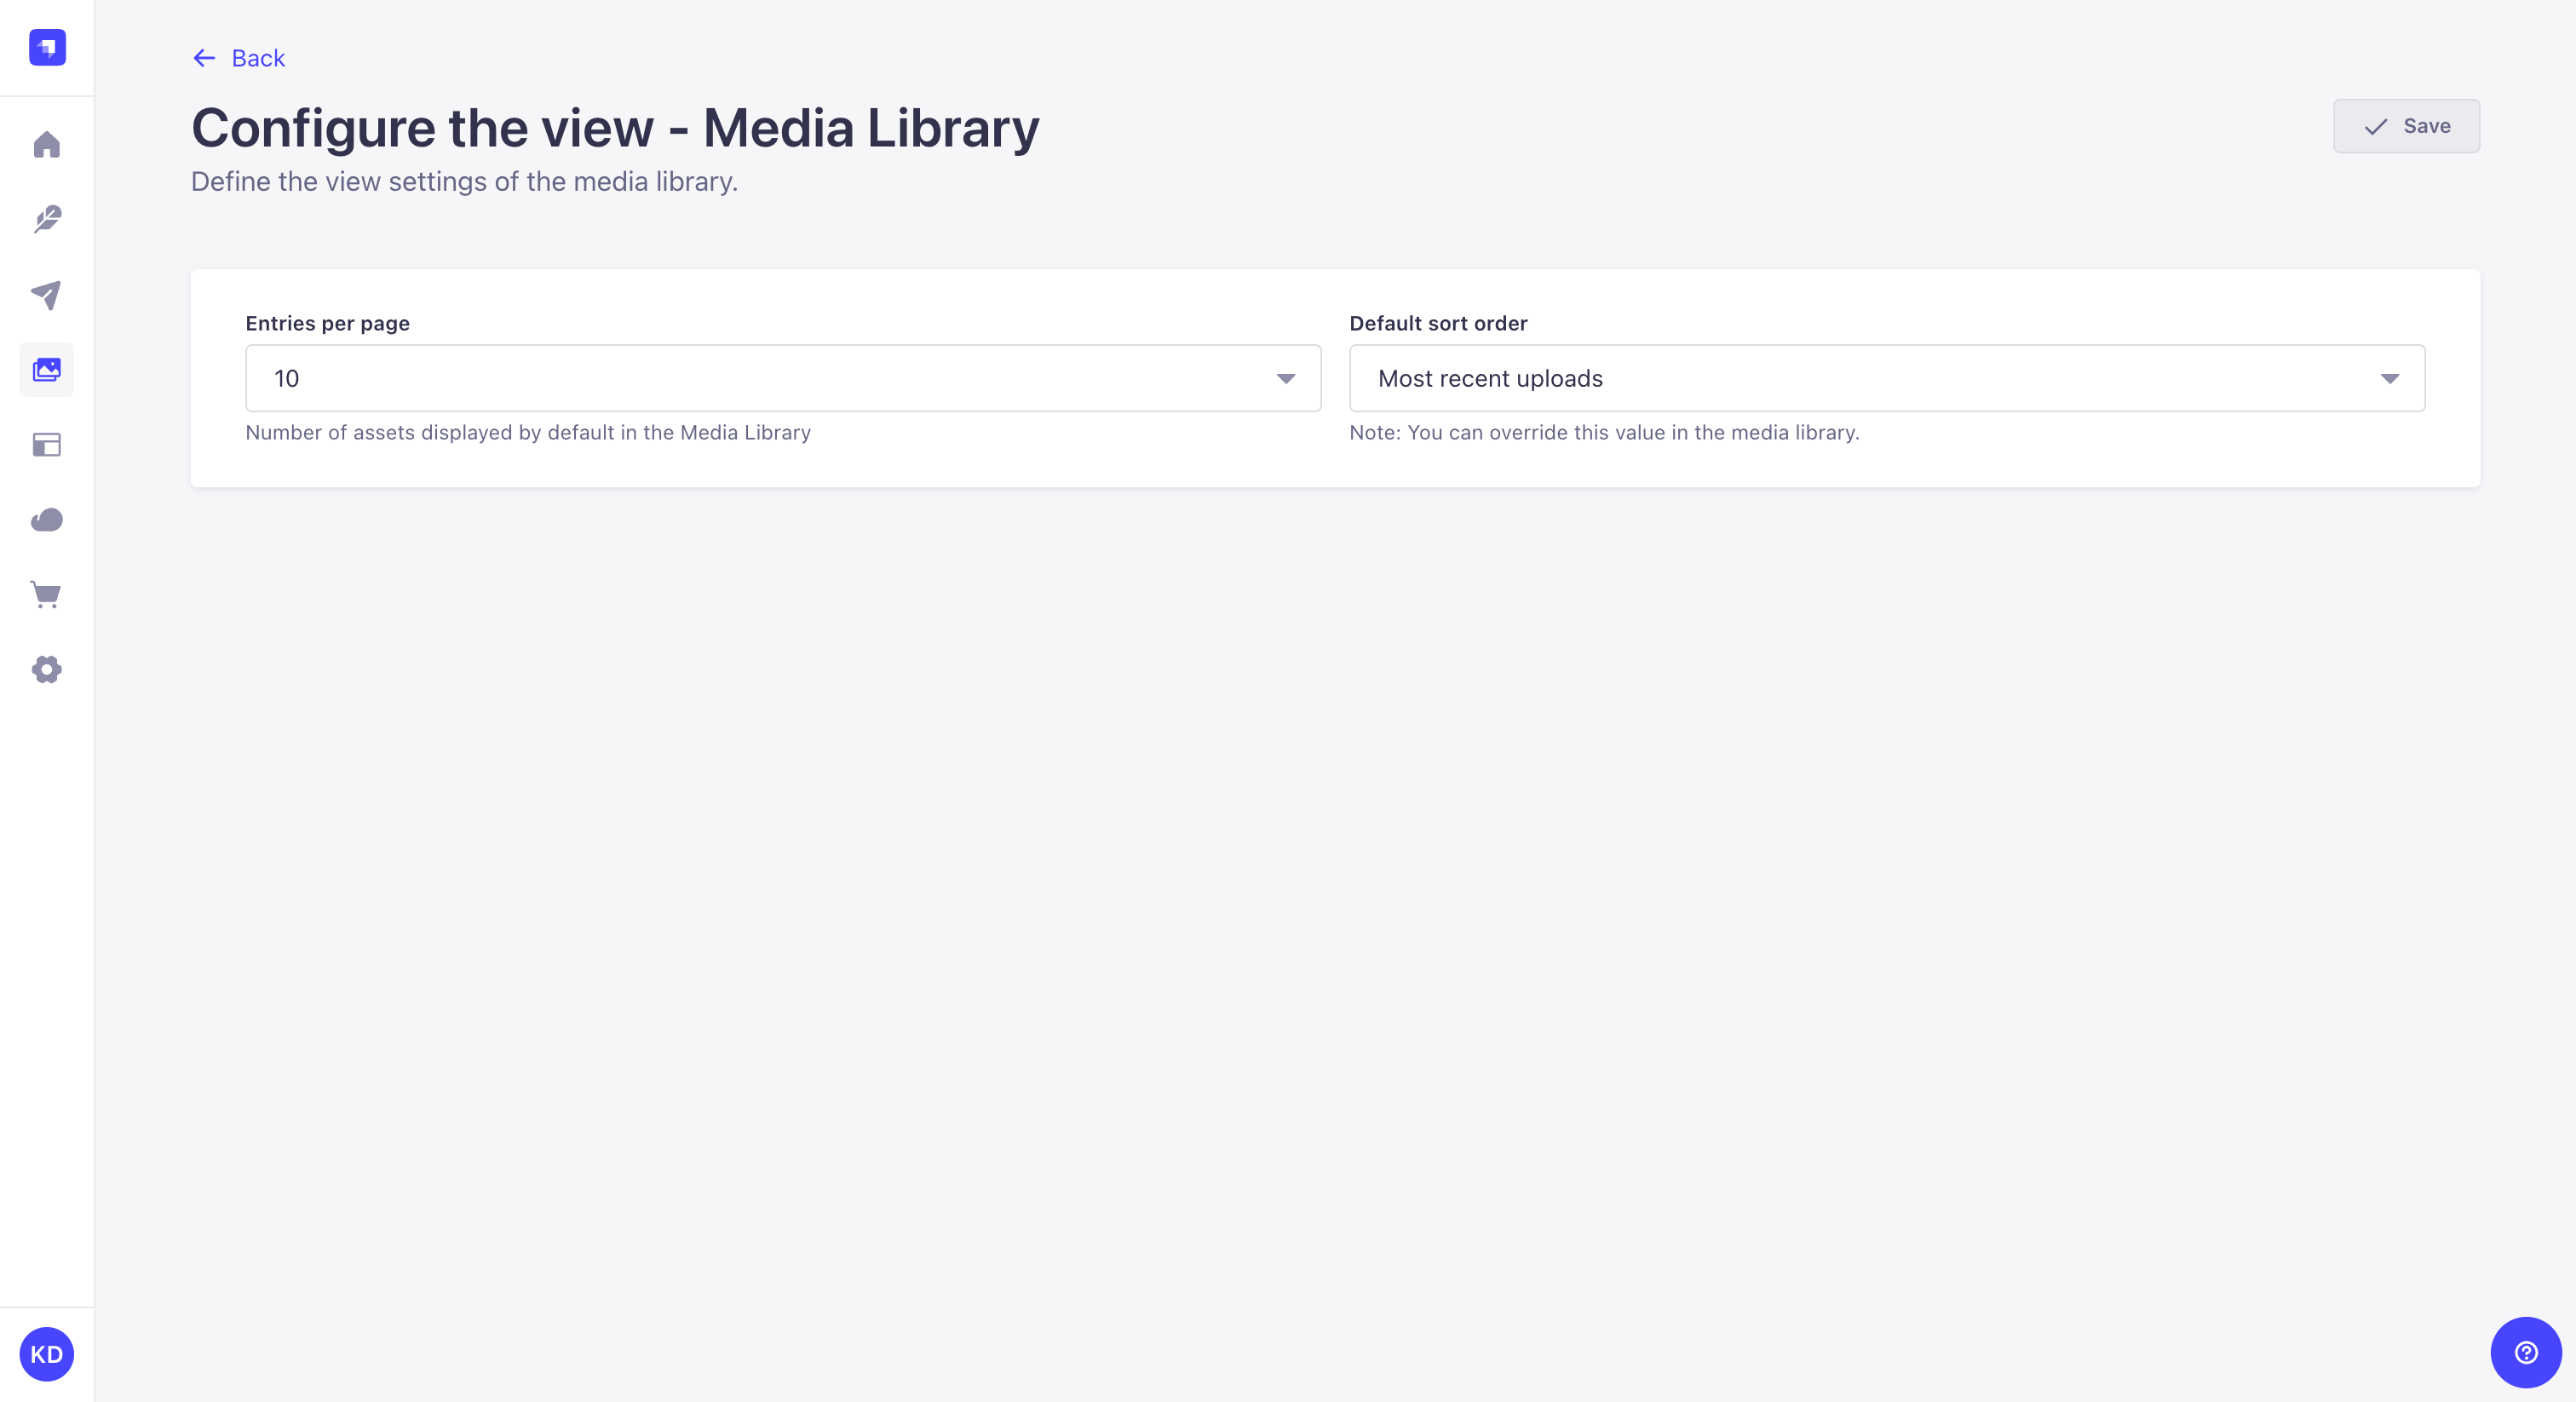 Back
Configure the view - Media Library
Save
Define the view settings of the media library.
Entries per page
Default sort order
10
Most recent uploads
Number of assets displayed by default in the Media Library
Note: You can override this value in the media library.
KD